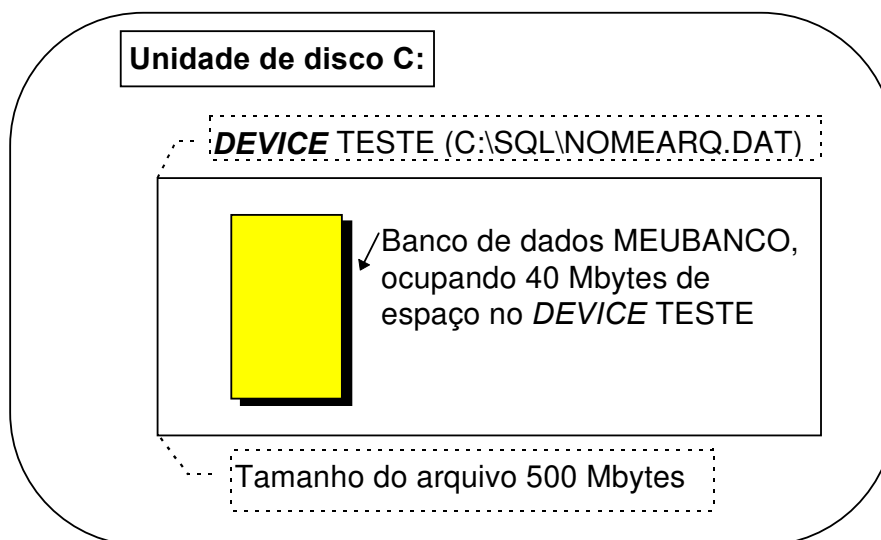 Unidade de disco C:
DEVICE TESTE (C:\SQL\NOMEARQ.DAT)
Banco de dados MEUBANCO,
ocupando 40 Mbytes de
espaço no DEVICE TESTE
Tamanho do arquivo 500 Mbytes